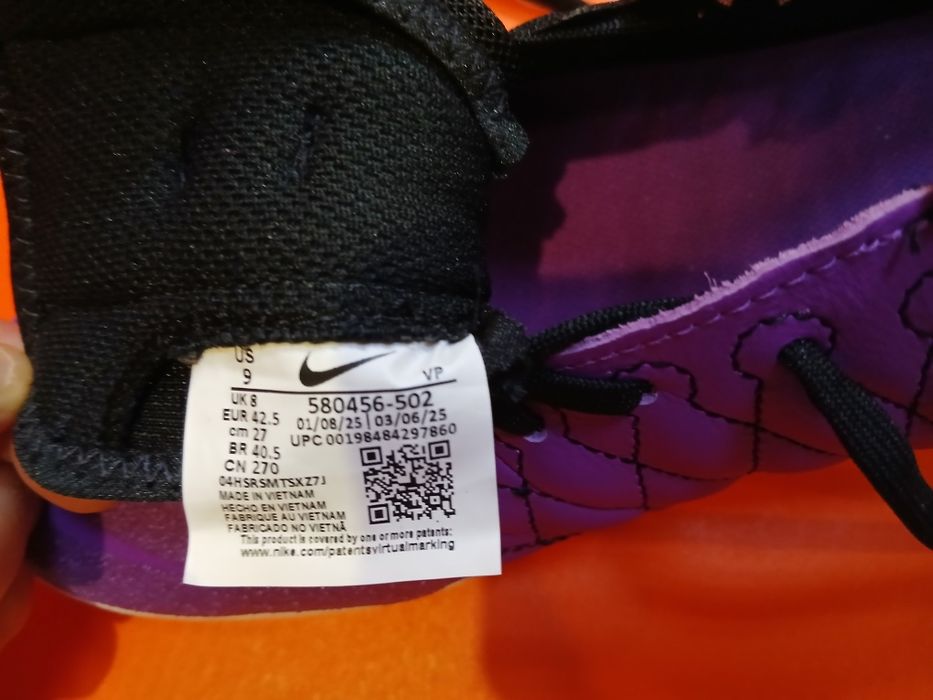 US
9
VP
UK 8
580456-502
EUR 42.5
01/08/25 | 03/06/25
cm 27
UPC 00198484297860
BR 40.5
CN 270
04HSRSMTSXZ7J
MADE IN VIETNAM
HECHO EN VIETNAM
FABRIQUE AU VIETNAM
FABRICADO NO VIETNÃ
This product is covered by one or more patents:
www.nike.com/patentsvirtualmarking